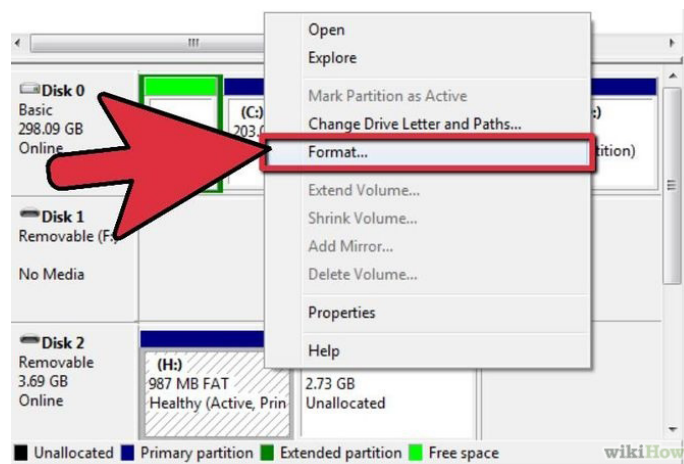 Open
Explore
Mark Partition as Active
Change Drive Letter and Paths...
Format...
Extend Volume...
Shrink Volume...
Add Mirror...
Delete Volume...
Properties
Help
Disk 0
Basic
298.09 GB
Online
(C:)
203.0
:)
tition)
Disk 1
Removable (F:)
No Media
Disk 2
Removable
3.69 GB
Online
(H:)
987 MB FAT
Healthy (Active, Prin
2.73 GB
Unallocated
Unallocated Primary partition Extended partition Free space
wikiHow